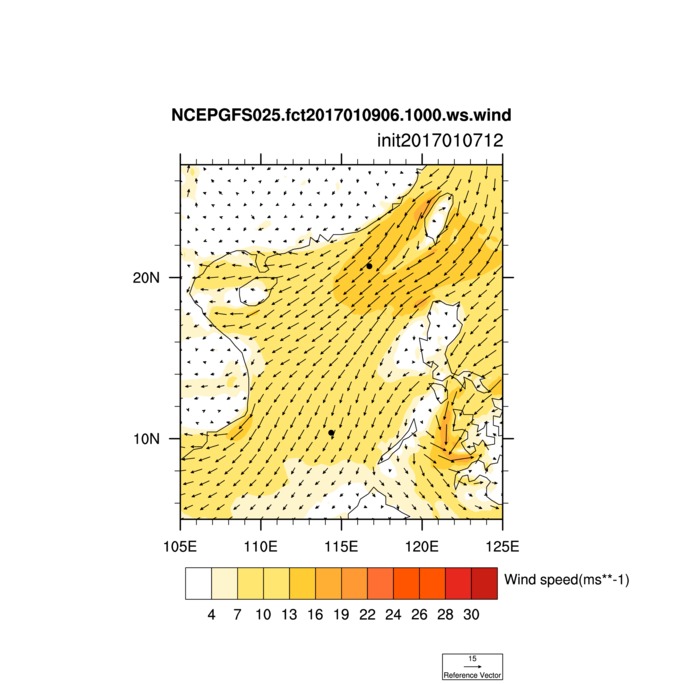 NCEPGFS025.fct2017010906.1000.ws.wind
init2017010712
20N
10N
105E 110E 115E 120E 125E
Wind speed(ms**-1)
4 7 10 13 16 19 22 24 26 28 30
15
Reference Vector